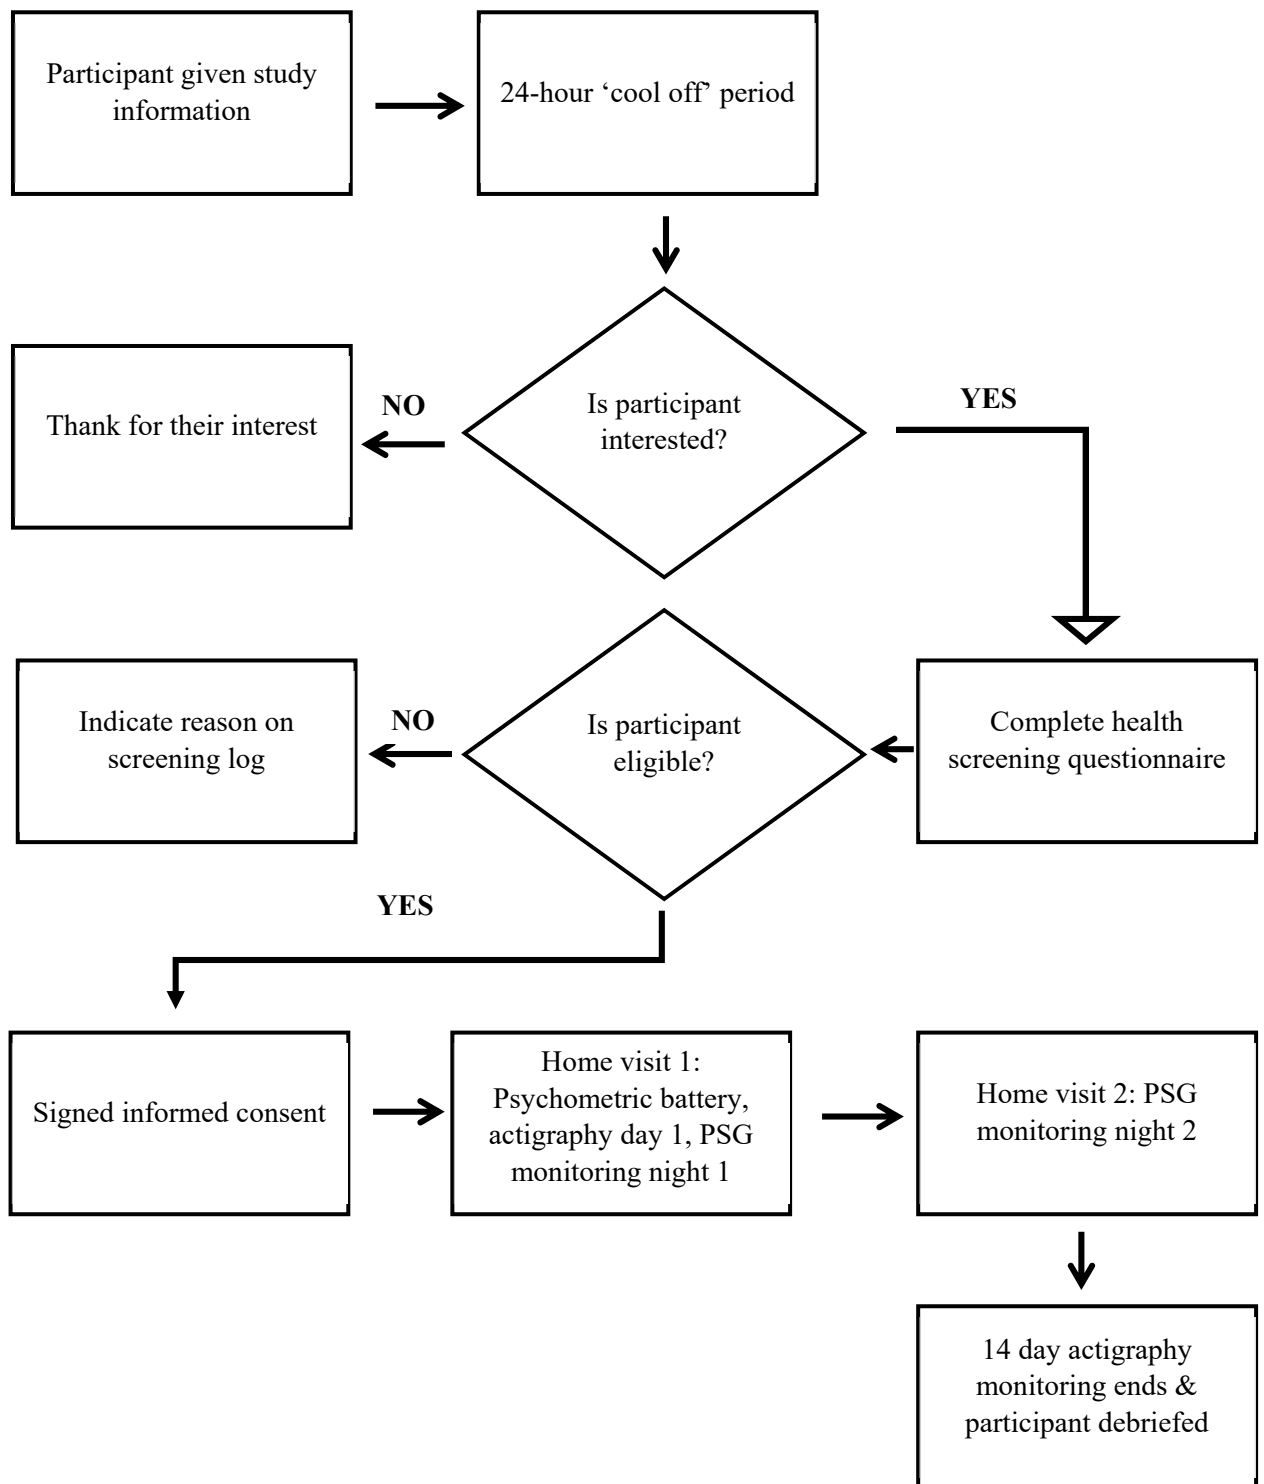 Participant given study
information
24-hour ‘cool off’ period
Is participant
interested?
NO
YES
Thank for their interest
Complete health
screening questionnaire
Is participant
eligible?
NO
Indicate reason on
screening log
YES
Signed informed consent
Home visit 1:
Psychometric battery,
actigraphy day 1, PSG
monitoring night 1
Home visit 2: PSG
monitoring night 2
14 day actigraphy
monitoring ends &
participant debriefed